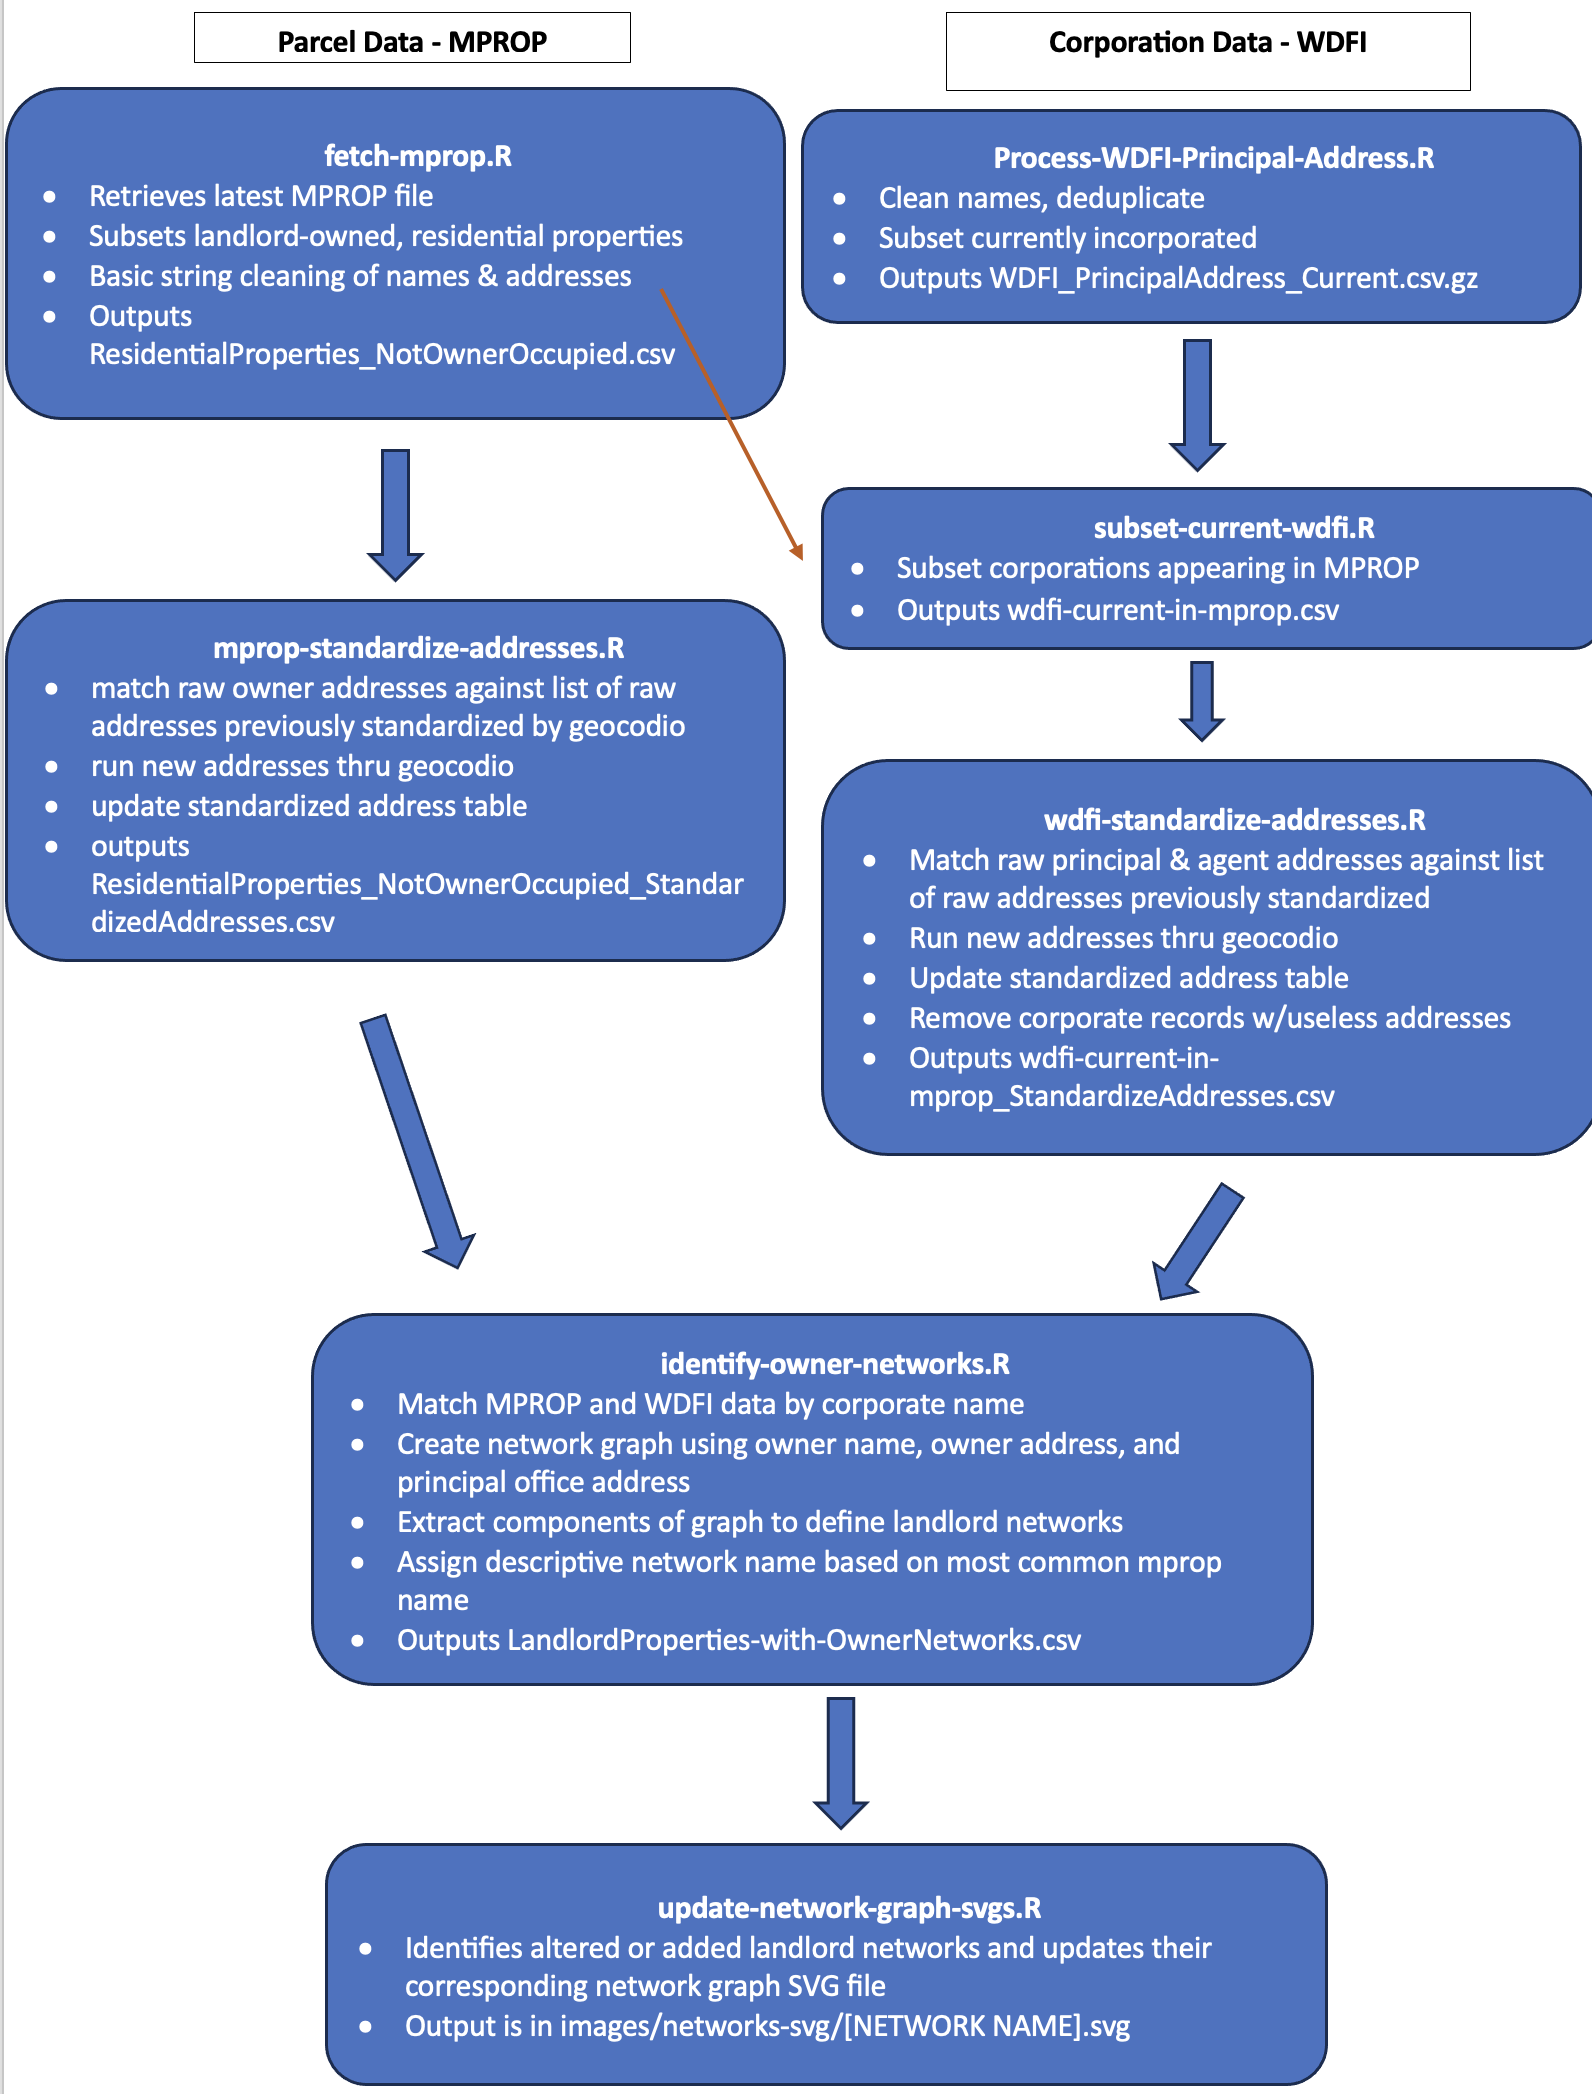 Parcel Data - MPROP
fetch-mprop.R
• Retrieves latest MPROP file
• Subsets landlord-owned, residential properties
• Basic string cleaning of names & addresses
• Outputs
ResidentialProperties_NotOwnerOccupied.csv
mprop-standardize-addresses.R
• match raw owner addresses against list of raw
addresses previously standardized by geocodio
• run new addresses thru geocodio
• update standardized address table
• outputs
ResidentialProperties_NotOwnerOccupied_Standar
dizedAddresses.csv
Corporation Data - WDFI
Process-WDFI-Principal-Address.R
• Clean names, deduplicate
• Subset currently incorporated
• Outputs WDFI_PrincipalAddress_Current.csv.gz
subset-current-wdfi.R
• Subset corporations appearing in MPROP
• Outputs wdfi-current-in-mprop.csv
wdfi-standardize-addresses.R
• Match raw principal & agent addresses against list
of raw addresses previously standardized
• Run new addresses thru geocodio
• Update standardized address table
• Remove corporate records w/useless addresses
• Outputs wdfi-current-in-
mprop_StandardizeAddresses.csv
identify-owner-networks.R
• Match MPROP and WDFI data by corporate name
• Create network graph using owner name, owner address, and
principal office address
• Extract components of graph to define landlord networks
• Assign descriptive network name based on most common mprop
name
• Outputs LandlordProperties-with-OwnerNetworks.csv
update-network-graph-svgs.R
• Identifies altered or added landlord networks and updates their
corresponding network graph SVG file
• Output is in images/networks-svg/[NETWORK NAME].svg